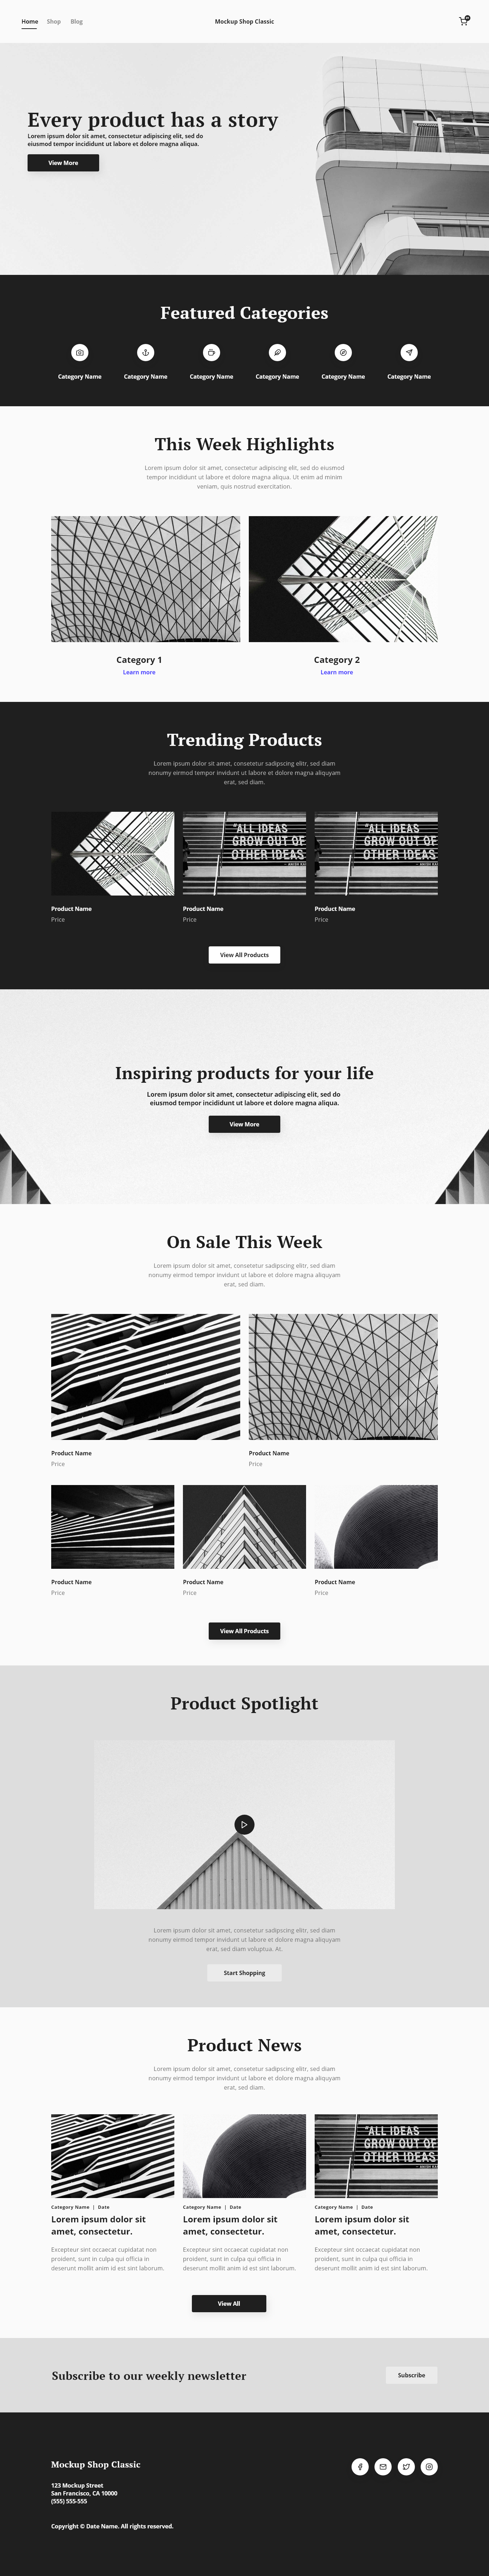 Home Shop Blog
Mockup Shop Classic
Every product has a story
Lorem ipsum dolor sit amet, consectetur adipiscing elit, sed do
eiusmod tempor incididunt ut labore et dolore magna aliqua.
View More
Featured Categories
Category Name Category Name Category Name Category Name Category Name Category Name
This Week Highlights
Lorem ipsum dolor sit amet, consectetur adipiscing elit, sed do eiusmod
tempor incididunt ut labore et dolore magna aliqua. Ut enim ad minim
veniam, quis nostrud exercitation.
Category 1
Learn more
Category 2
Learn more
Trending Products
Lorem ipsum dolor sit amet, consetetur sadipscing elitr, sed diam
nonumy eirmod tempor invidunt ut labore et dolore magna aliquyam
erat, sed diam.
"ALL IDEAS
GROW OUT OF
OTHER IDEAS
"ALL IDEAS
GROW OUT OF
OTHER IDEAS
Product Name
Price
Product Name
Price
Product Name
Price
View All Products
Inspiring products for your life
Lorem ipsum dolor sit amet, consectetur adipiscing elit, sed do
eiusmod tempor incididunt ut labore et dolore magna aliqua.
View More
On Sale This Week
Lorem ipsum dolor sit amet, consetetur sadipscing elitr, sed diam
nonumy eirmod tempor invidunt ut labore et dolore magna aliquyam
erat, sed diam.
Product Name
Price
Product Name
Price
Product Name
Price
Product Name
Price
Product Name
Price
View All Products
Product Spotlight
Lorem ipsum dolor sit amet, consetetur sadipscing elitr, sed diam
nonumy eirmod tempor invidunt ut labore et dolore magna aliquyam
erat, sed diam voluptua. At.
Start Shopping
Product News
Lorem ipsum dolor sit amet, consetetur sadipscing elitr, sed diam
nonumy eirmod tempor invidunt ut labore et dolore magna aliquyam
erat, sed diam.
"ALL IDEAS
GROW OUT OF
OTHER IDEAS
Category Name | Date
Lorem ipsum dolor sit
amet, consectetur.
Excepteur sint occaecat cupidatat non
proident, sunt in culpa qui officia in
deserunt mollit anim id est sint laborum.
Category Name | Date
Lorem ipsum dolor sit
amet, consectetur.
Excepteur sint occaecat cupidatat non
proident, sunt in culpa qui officia in
deserunt mollit anim id est sint laborum.
Category Name | Date
Lorem ipsum dolor sit
amet, consectetur.
Excepteur sint occaecat cupidatat non
proident, sunt in culpa qui officia in
deserunt mollit anim id est sint laborum.
View All
Subscribe to our weekly newsletter
Subscribe
Mockup Shop Classic
123 Mockup Street
San Francisco, CA 10000
(555) 555-555
Copyright © Date Name. All rights reserved.